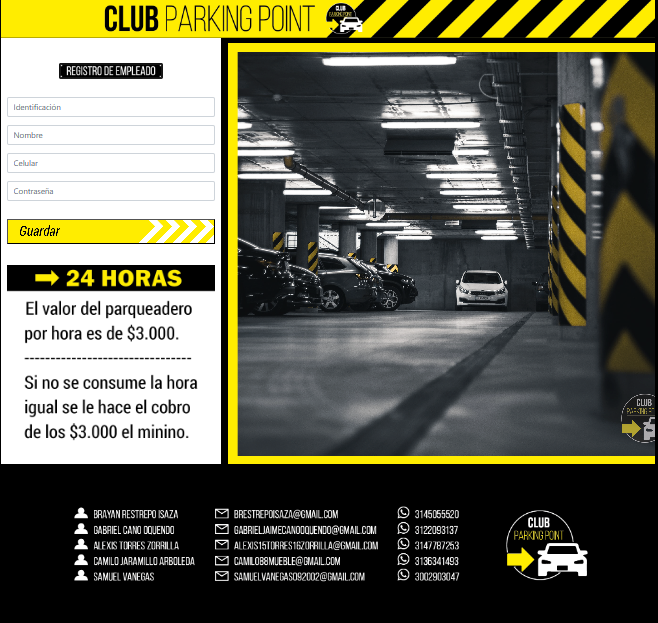 CLUB PARKING POINT
CLUB
PARKING POINT
REGISTRO DE EMPLEADO
Identificación
Nombre
Celular
Contraseña
Guardar
24 HORAS
El valor del parqueadero
por hora es de $3.000.
--------------------------------
Si no se consume la hora
igual se le hace el cobro
de los $3.000 el minino.
CLUB
PARKING PO
BRAYAN RESTREPO ISAZA BRESTREPOISAZA@GMAIL.COM 3145055520
GABRIEL CANO OQUENDO GABRIELJAIMECANOOQUENDO@GMAIL.COM 3122093137
ALEXIS TORRES ZORRILLA ALEXIS15TORRES16ZORRILLA@GMAIL.COM 3147787253
CAMILO JARAMILLO ARBOLEDA CAMILO88MUEBLE@GMAIL.COM 3136341493
SAMUEL VANEGAS SAMUELVANEGAS092002@GMAIL.COM 3002903047
CLUB
PARKING POINT